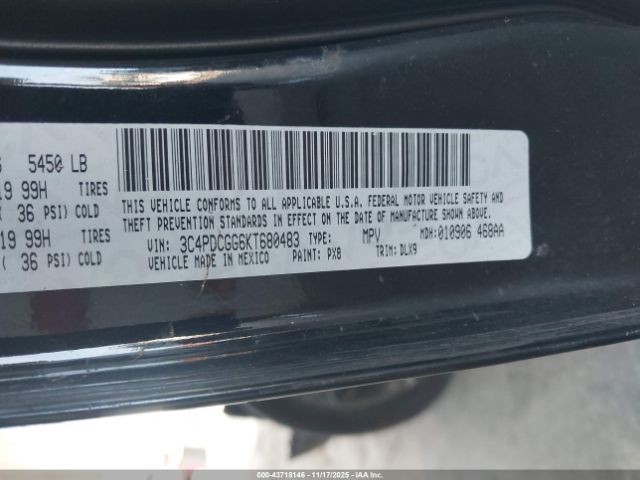 5450 LB
19 99H TIRES
36 PSI) COLD
19 99H TIRES
( 36 PSI) COLD
THIS VEHICLE CONFORMS TO ALL APPLICABLE U.S.A. FEDERAL MOTOR VEHICLE SAFETY AND
THEFT PREVENTION STANDARDS IN EFFECT ON THE DATE OF MANUFACTURE SHOWN ABOVE.
VIN: 3C4PDCGG6KT680483 TYPE: MPV MDH: 010906 468AA
VEHICLE MADE IN MEXICO PAINT: PX8 TRIM: DLX9
000-43718146 - 11/17/2025 - IAAI.COM